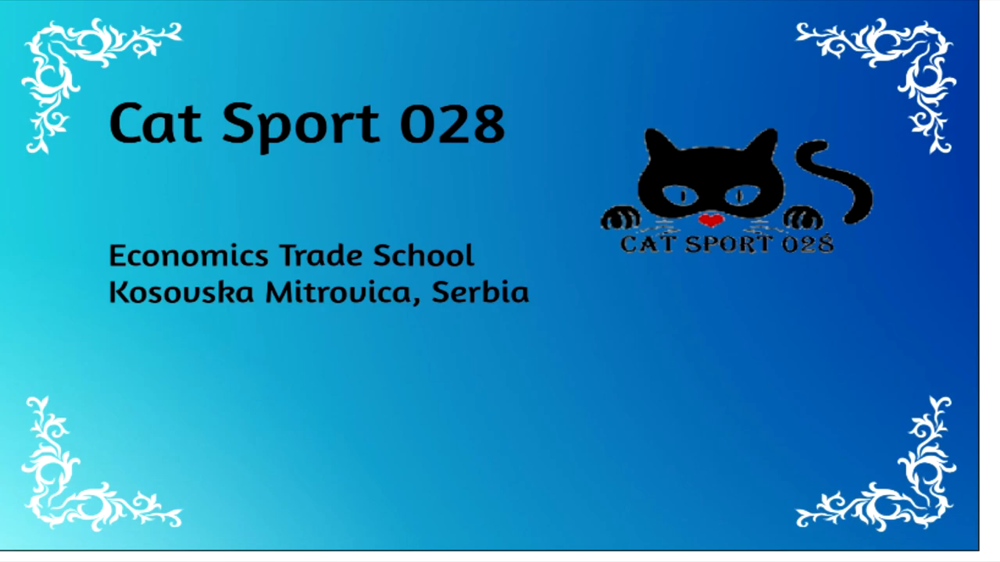 Cat Sport 028
CAT SPORT 028
Economics Trade School
Kosovska Mitrovica, Serbia